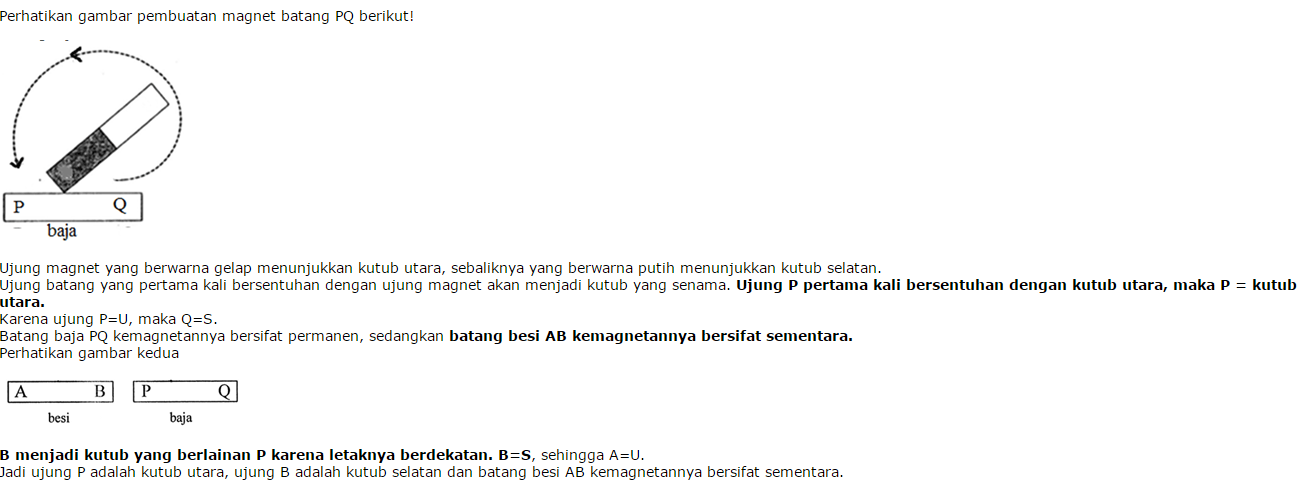 Perhatikan gambar pembuatan magnet batang PQ berikut!
P Q
baja
Ujung magnet yang berwarna gelap menunjukkan kutub utara, sebaliknya yang berwarna putih menunjukkan kutub selatan.
Ujung batang yang pertama kali bersentuhan dengan ujung magnet akan menjadi kutub yang senama. Ujung P pertama kali bersentuhan dengan kutub utara, maka P = kutub
utara.
Karena ujung P=U, maka Q=S.
Batang baja PQ kemagnetannya bersifat permanen, sedangkan batang besi AB kemagnetannya bersifat sementara.
Perhatikan gambar kedua
A B P Q
besi baja
B menjadi kutub yang berlainan P karena letaknya berdekatan. B=S, sehingga A=U.
Jadi ujung P adalah kutub utara, ujung B adalah kutub selatan dan batang besi AB kemagnetannya bersifat sementara.